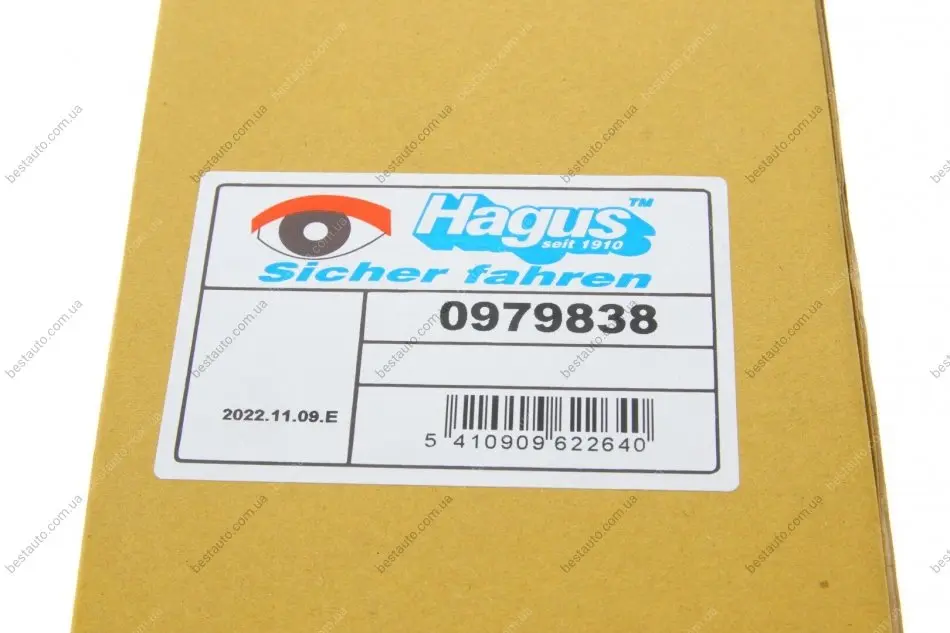 Hagus™
seit 1910
Sicher fahren
0979838
2022.11.09.E
5 410909 622640
bestauto.com.ua